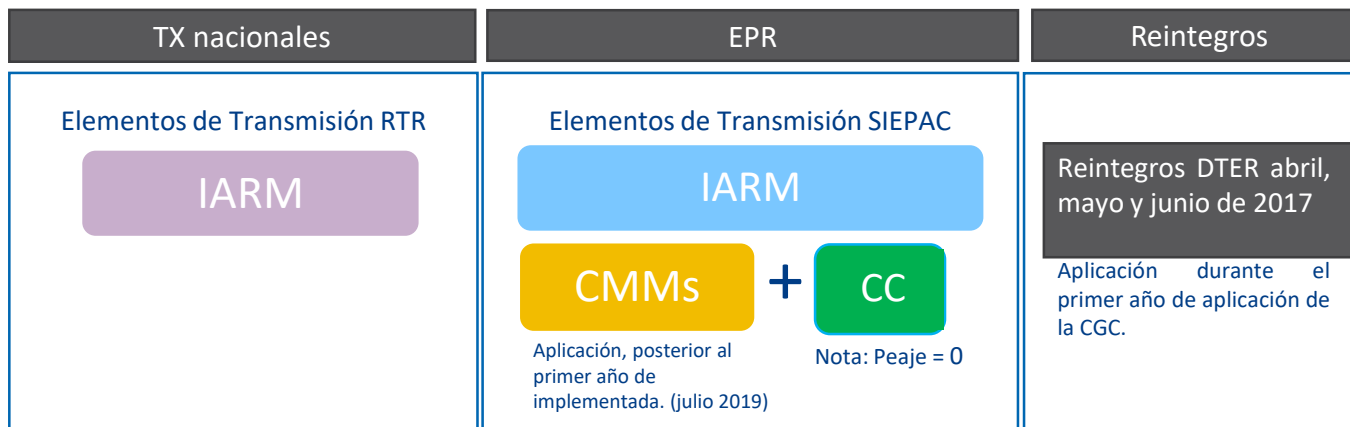 TX nacionales
Elementos de Transmisión RTR
IARM
EPR
Elementos de Transmisión SIEPAC
IARM
CMMs
+
CC
Aplicación, posterior al
primer año de
implementada. (julio 2019)
Nota: Peaje = 0
Reintegros
Reintegros DTER abril,
mayo y junio de 2017
Aplicación durante el
primer año de aplicación de
la CGC.